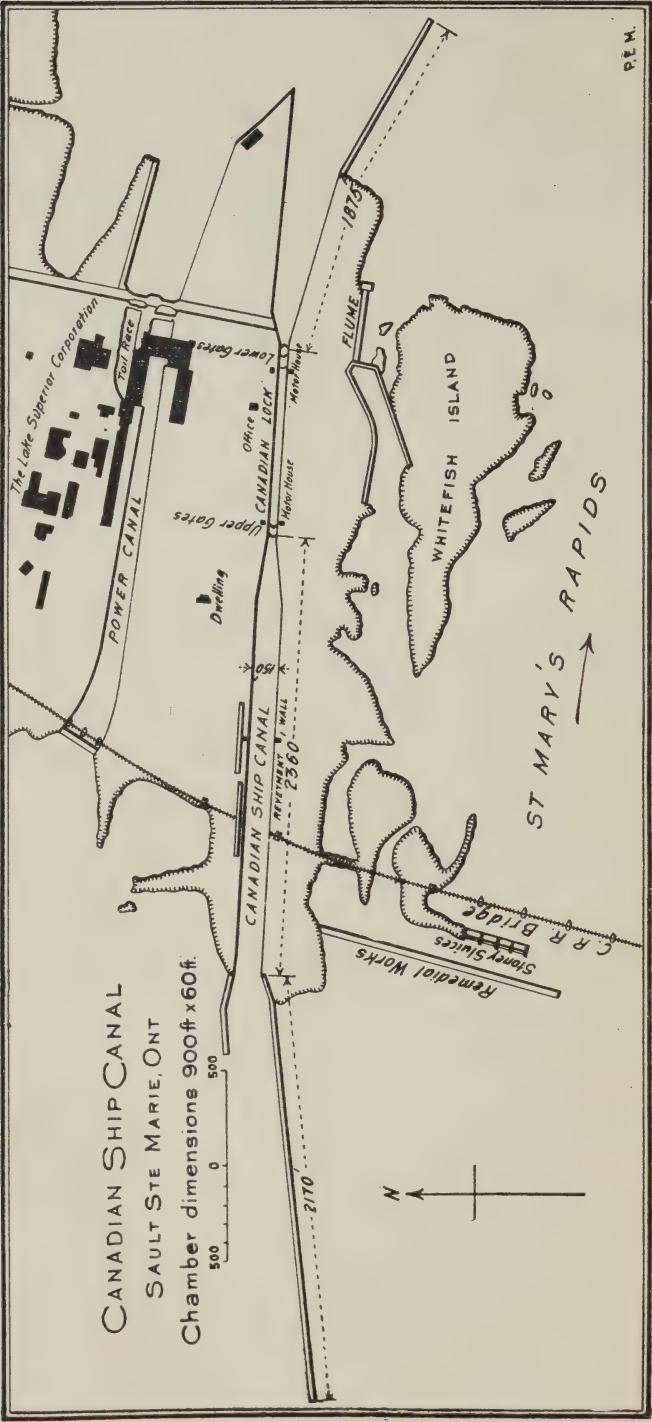 CANADIAN SHIP CANAL
SAULT STE MARIE, ONT
Chamber dimensions 900ft x 60ft.
500 0 500
N
2170'
The Lake Superior Corporation
Tail Race
POWER CANAL
Dwelling
Office
Upper Gates
Lower Gates
CANADIAN LOCK
Motor House
Motor House
150'
CANADIAN SHIP CANAL
REVETMENT WALL
2360'
1875'
FLUME
WHITEFISH ISLAND
ST MARY'S RAPIDS
C.R.R. Bridge
Stoney Sluices
Remedial Works
P.E.M.